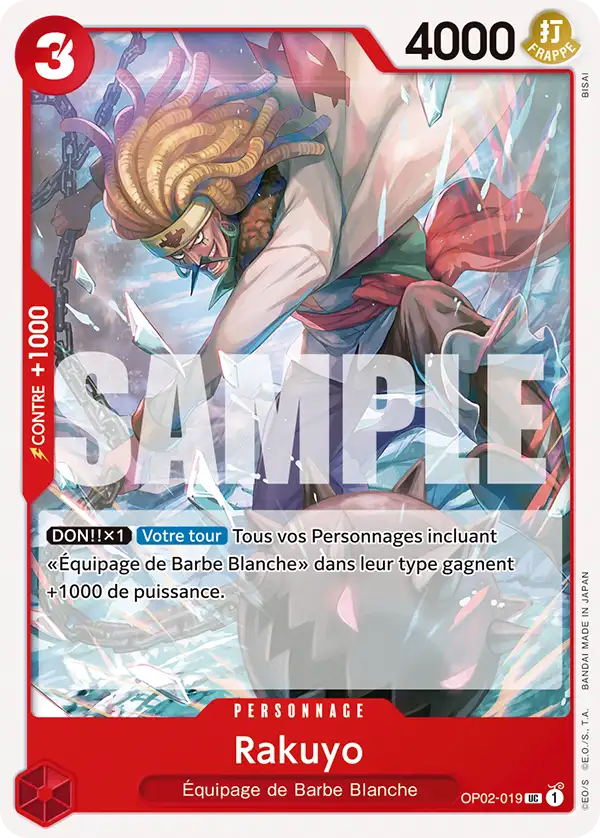 3
4000
打
FRAPPE
BISAI
CONTRE +1000
SAMPLE
DON!!×1 Votre tour Tous vos Personnages incluant
«Équipage de Barbe Blanche» dans leur type gagnent
+1000 de puissance.
©E.O/S ©E.O./S., T.A. BANDAI MADE IN JAPAN
PERSONNAGE
Rakuyo
Équipage de Barbe Blanche
OP02-019 UC 1